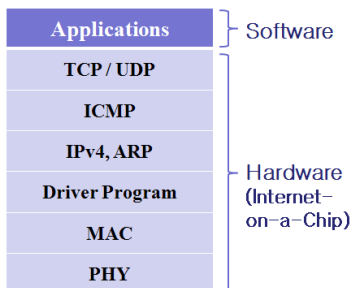 Applications
Software
TCP / UDP
ICMP
IPv4, ARP
Driver Program
MAC
PHY
Hardware
(Internet-
on-a-Chip)